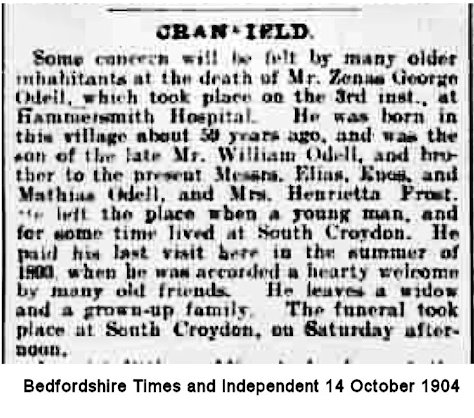 CRANFIELD.
Some concern will be felt by many older
inhabitants at the death of Mr. Zenas George
Odell, which took place on the 3rd inst., at
Hammersmith Hospital. He was born in
this village about 50 years ago, and was the
son of the late Mr. William Odell, and bro-
ther to the present Messrs. Elias, Enos, and
Mathias Odell, and Mrs. Henrietta Frost.
He left the place when a young man, and
for some time lived at South Croydon. He
paid his last visit here in the summer of
when he was accorded a hearty welcome
by many old friends. He leaves a widow
and a grown-up family. The funeral took
place at South Croydon, on Saturday after-
noon.
Bedfordshire Times and Independent 14 October 1904